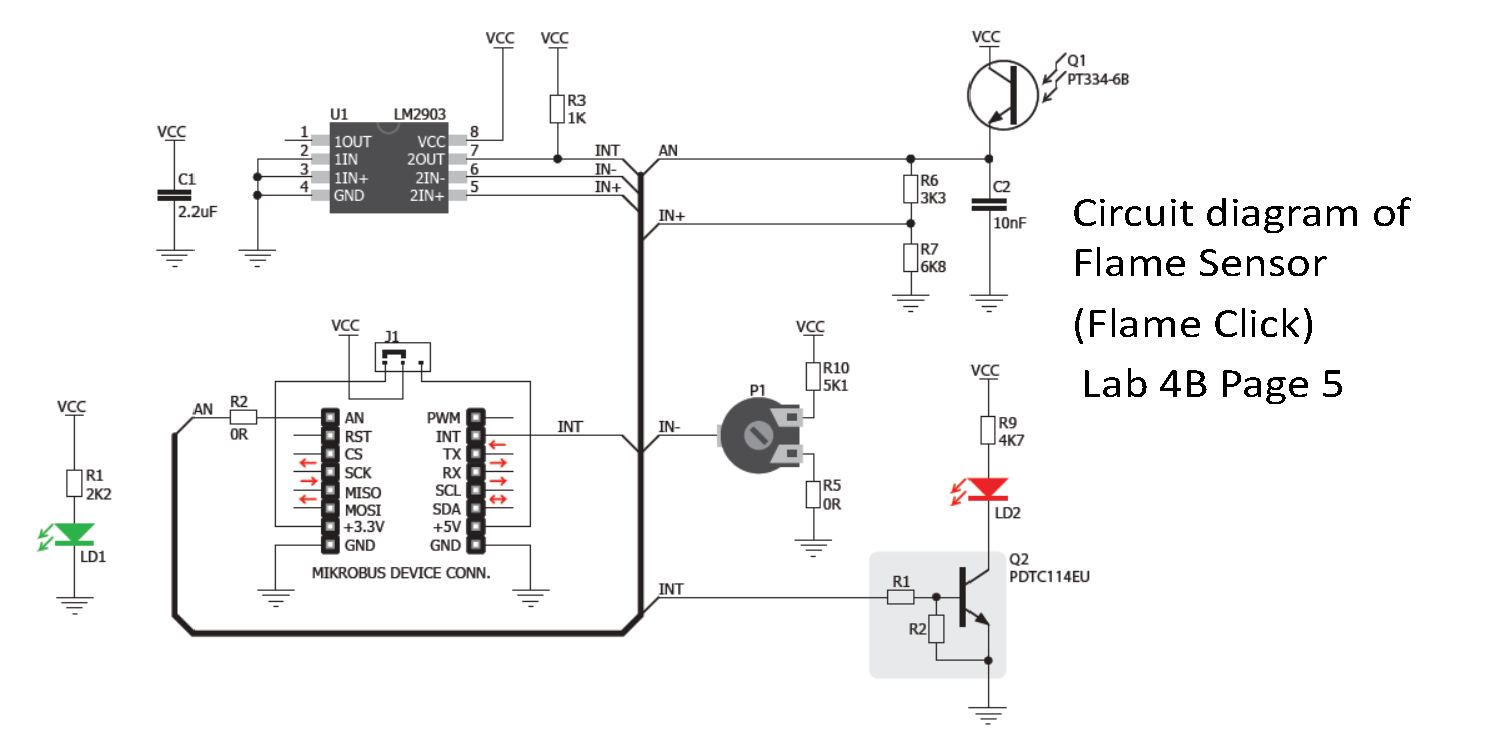 VCC
VCC
VCC
Q1
PT334-6B
R3
1K
U1
LM2903
VCC
1
1OUT
VCC
8
2
1IN
2OUT
7
3
1IN+
2IN-
6
4
GND
2IN+
5
INT
IN-
IN+
AN
IN+
C1
2.2uF
R6
3K3
C2
10nF
R7
6K8
Circuit diagram of
Flame Sensor
(Flame Click)
Lab 4B Page 5
VCC
J1
VCC
R10
5K1
P1
VCC
VCC
AN
R2
0R
AN
PWM
RST
INT
CS
TX
SCK
RX
MISO
SCL
MOSI
SDA
+3.3V
+5V
GND
GND
MIKROBUS DEVICE CONN.
INT
IN-
R9
4K7
R1
2K2
LD1
R5
0R
LD2
Q2
PDTC114EU
INT
R1
R2